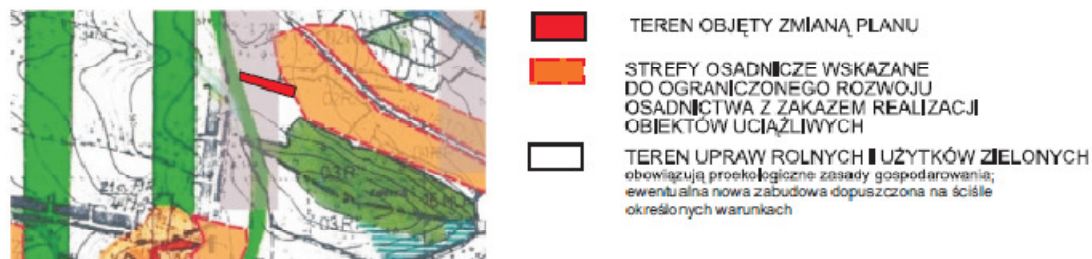 TEREN OBJĘTY ZMIANĄ PLANU
STREFY OSADNICZE WSKAZANE
DO OGRANICZONEGO ROZWOJU
OSADNICTWA Z ZAKAZEM REALIZACJI
OBIEKTÓW UCIĄŻLIWYCH
TEREN UPRAW ROLNYCH I UŻYTKÓW ZIELONYCH
obowiązują proekologiczne zasady gospodarowania;
ewentualna nowa zabudowa dopuszczona na ściśle
określonych warunkach